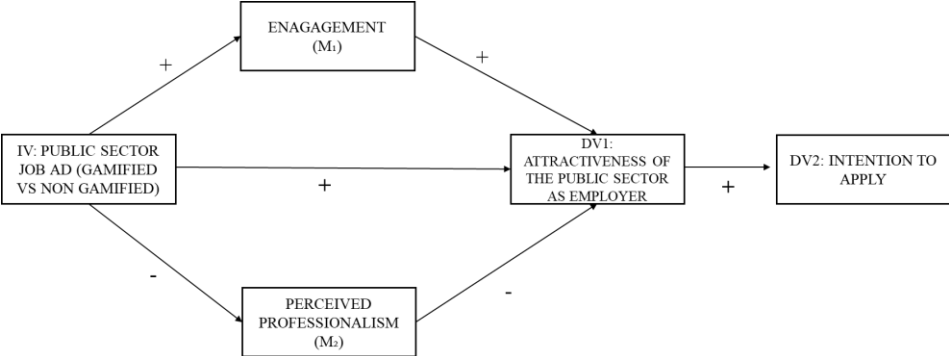 ENAGAGEMENT
(M₁)
+
+
IV: PUBLIC SECTOR
JOB AD (GAMIFIED
VS NON GAMIFIED)
+
DV1:
ATTRACTIVENESS OF
THE PUBLIC SECTOR
AS EMPLOYER
+
DV2: INTENTION TO
APPLY
-
-
PERCEIVED
PROFESSIONALISM
(M₂)